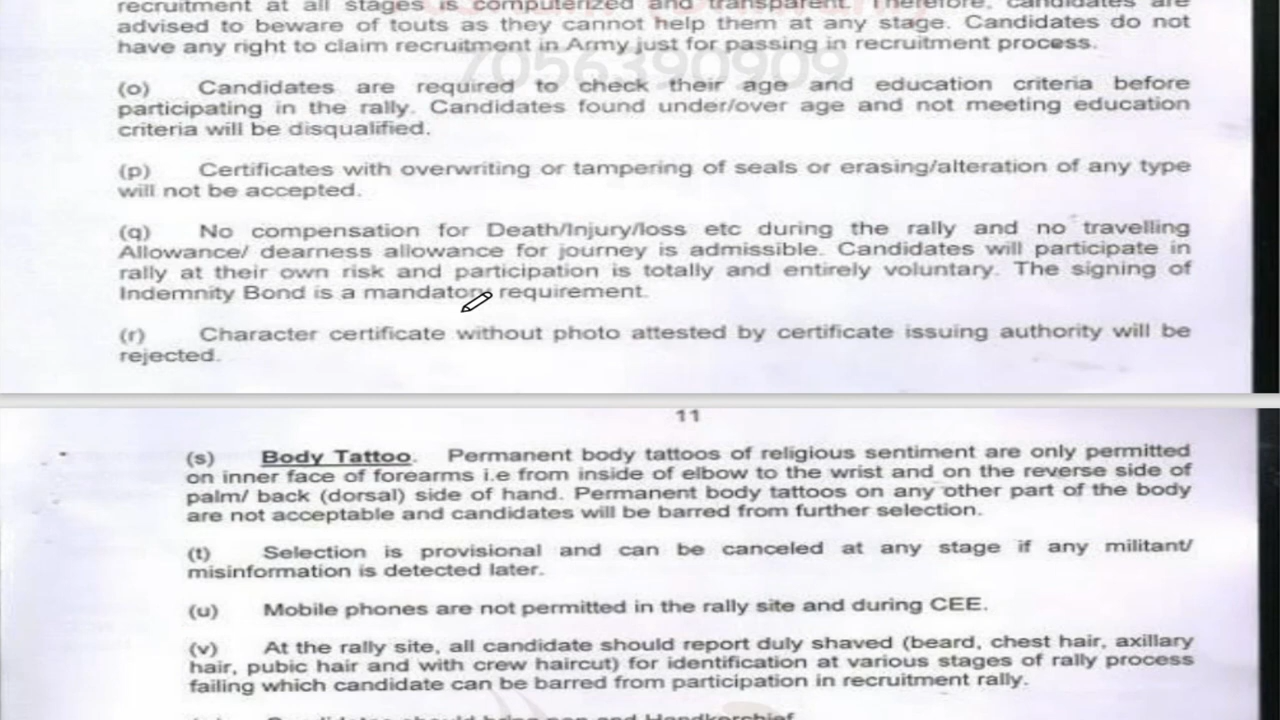 recruitment at all stages is computerized and transparent. Therefore, candidates are
advised to beware of touts as they cannot help them at any stage. Candidates do not
have any right to claim recruitment in Army just for passing in recruitment process.
7056390909
(o) Candidates are required to check their age and education criteria before
participating in the rally. Candidates found under/over age and not meeting education
criteria will be disqualified.
(p) Certificates with overwriting or tampering of seals or erasing/alteration of any type
will not be accepted.
(q) No compensation for Death/Injury/loss etc during the rally and no travelling
Allowance/ dearness allowance for journey is admissible. Candidates will participate in
rally at their own risk and participation is totally and entirely voluntary. The signing of
Indemnity Bond is a mandatory requirement.
(r) Character certificate without photo attested by certificate issuing authority will be
rejected.
11
(s) Body Tattoo. Permanent body tattoos of religious sentiment are only permitted
on inner face of forearms i.e from inside of elbow to the wrist and on the reverse side of
palm/ back (dorsal) side of hand. Permanent body tattoos on any other part of the body
are not acceptable and candidates will be barred from further selection.
(t) Selection is provisional and can be canceled at any stage if any militant/
misinformation is detected later.
(u) Mobile phones are not permitted in the rally site and during CEE.
(v) At the rally site, all candidate should report duly shaved (beard, chest hair, axillary
hair, pubic hair and with crew haircut) for identification at various stages of rally process
failing which candidate can be barred from participation in recruitment rally.
Candidates should bring pen and Handkerchief